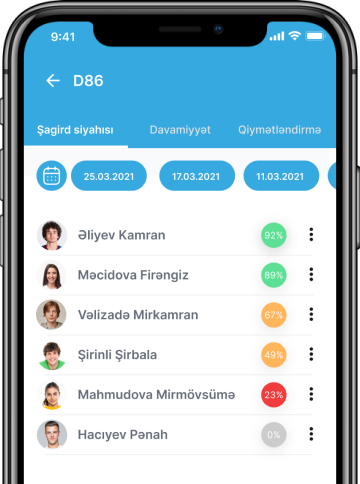 9:41
D86
Şagird siyahısı Davamiyyət Qiymətləndirmə
25.03.2021 17.03.2021 11.03.2021
Əliyev Kamran 92%
Məcidova Firəngiz 89%
Vəlizadə Mirkamran 67%
Şirinli Şirbala 49%
Mahmudova Mirmövsümə 23%
Hacıyev Pənah 0%